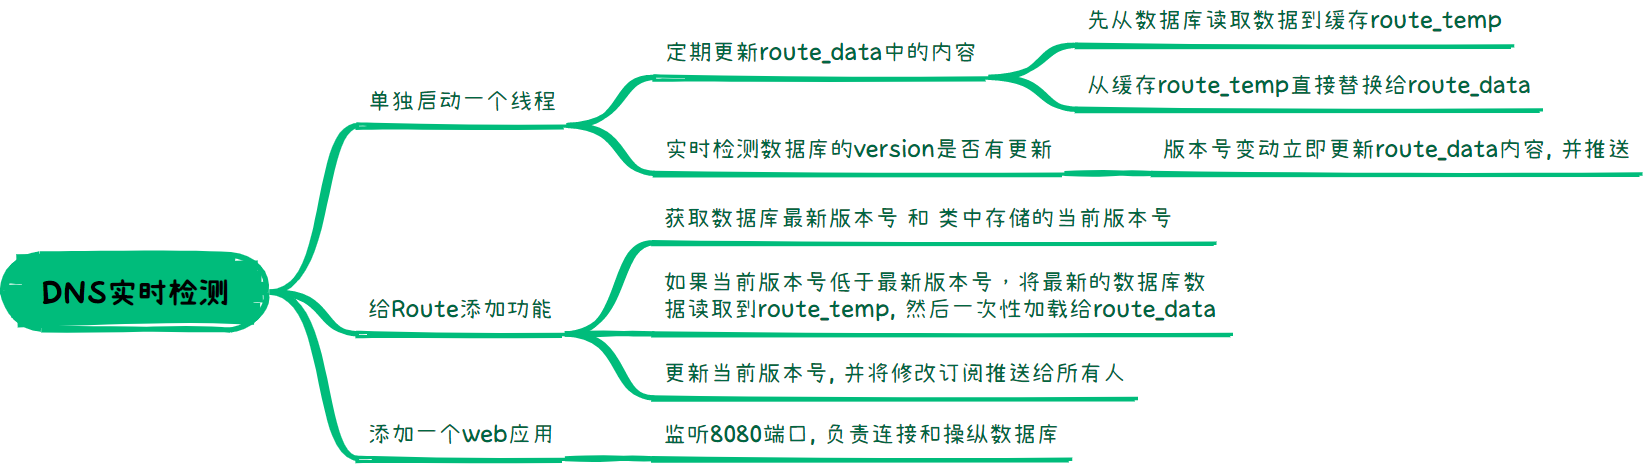 DNS实时检测
单独启动一个线程
定期更新route_data中的内容
先从数据库读取数据到缓存route_temp
从缓存route_temp直接替换给route_data
实时检测数据库的version是否有更新
版本号变动立即更新route_data内容, 并推送
给Route添加功能
获取数据库最新版本号 和 类中存储的当前版本号
如果当前版本号低于最新版本号，将最新的数据库数
据读取到route_temp, 然后一次性加载给route_data
更新当前版本号, 并将修改订阅推送给所有人
添加一个web应用
监听8080端口, 负责连接和操纵数据库